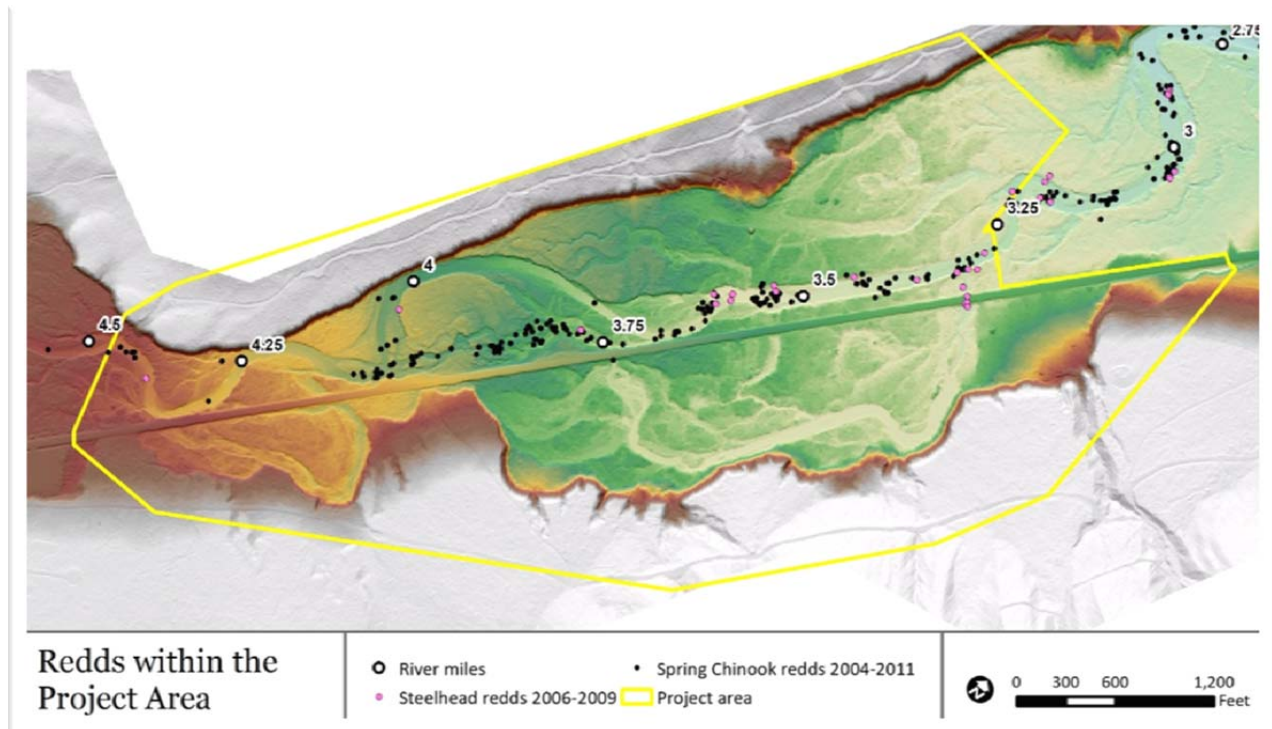 2.75
3
3.25
4
3.5
3.75
4.5
4.25
Redds within the
Project Area
River miles
Spring Chinook redds 2004-2011
Steelhead redds 2006-2009
Project area
0 300 600 1,200
Feet